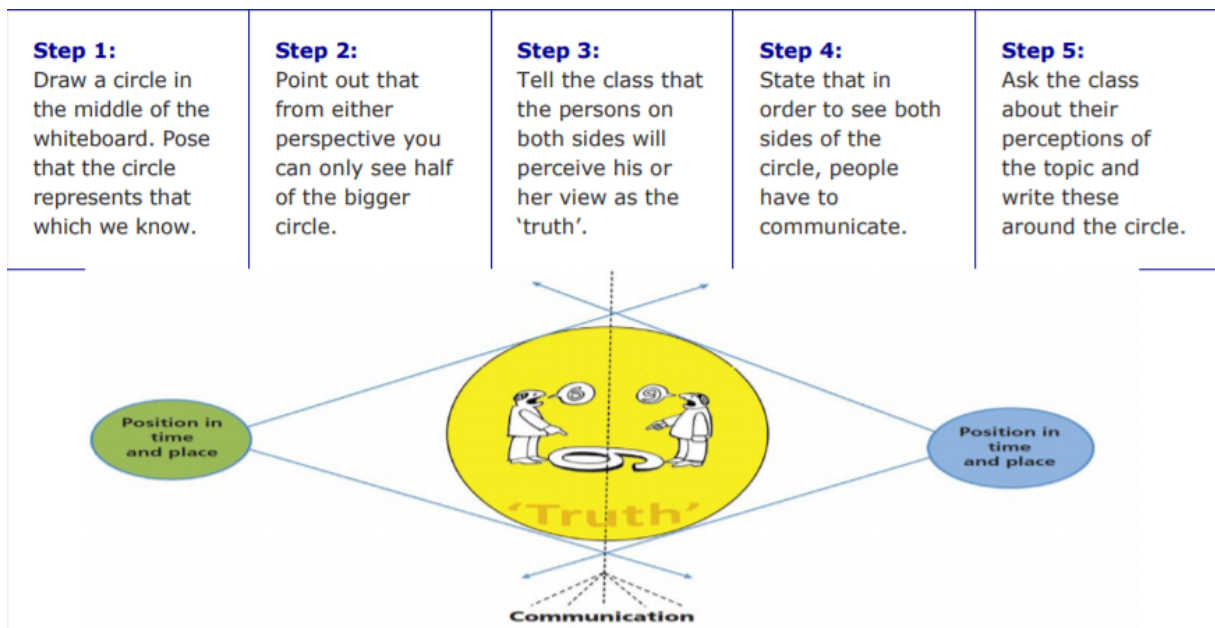 Step 1:
Draw a circle in
the middle of the
whiteboard. Pose
that the circle
represents that
which we know.
Step 2:
Point out that
from either
perspective you
can only see half
of the bigger
circle.
Step 3:
Tell the class that
the persons on
both sides will
perceive his or
her view as the
‘truth’.
Step 4:
State that in
order to see both
sides of the
circle, people
have to
communicate.
Step 5:
Ask the class
about their
perceptions of
the topic and
write these
around the circle.
Position in
time
and place
6
9
6
‘Truth’
Position in
time
and place
Communication